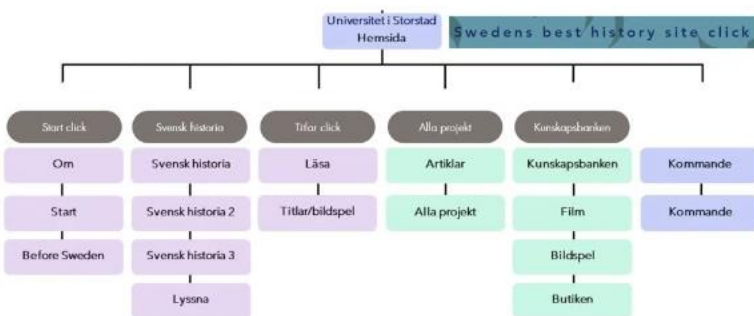 Universitet i Storstad
Hemsida
Swedens best history site click
Start click
Svensk historia
Titlar click
Alla projekt
Kunskapsbanken
Om
Svensk historia
Läsa
Artiklar
Kunskapsbanken
Kommande
Start
Svensk historia 2
Titlar/bildspel
Alla projekt
Film
Kommande
Before Sweden
Svensk historia 3
Bildspel
Lyssna
Butiken